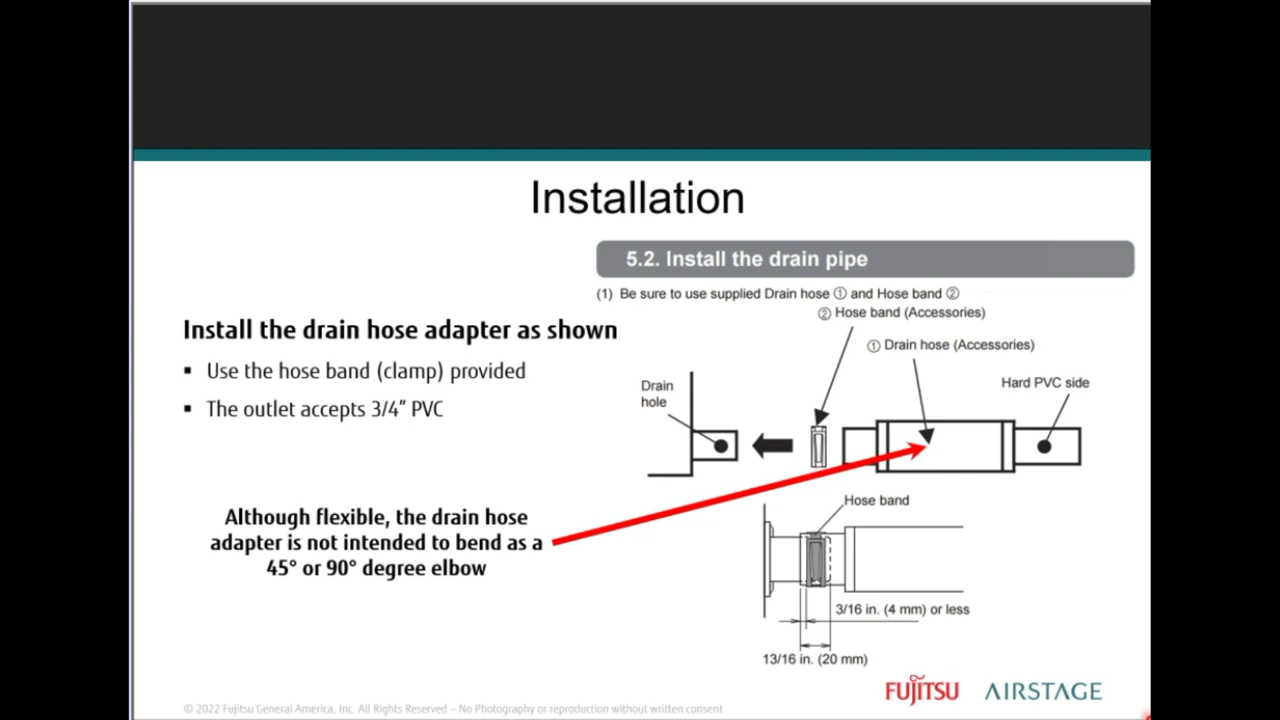 Installation
5.2. Install the drain pipe
(1) Be sure to use supplied Drain hose ① and Hose band ②
② Hose band (Accessories)
Install the drain hose adapter as shown
▪ Use the hose band (clamp) provided
▪ The outlet accepts 3/4” PVC
① Drain hose (Accessories)
Drain
hole
Hard PVC side
Although flexible, the drain hose
adapter is not intended to bend as a
45° or 90° degree elbow
Hose band
3/16 in. (4 mm) or less
13/16 in. (20 mm)
FUJITSU AIRSTAGE
© 2022 Fujitsu General America, Inc. All Rights Reserved – No Photography or reproduction without written consent